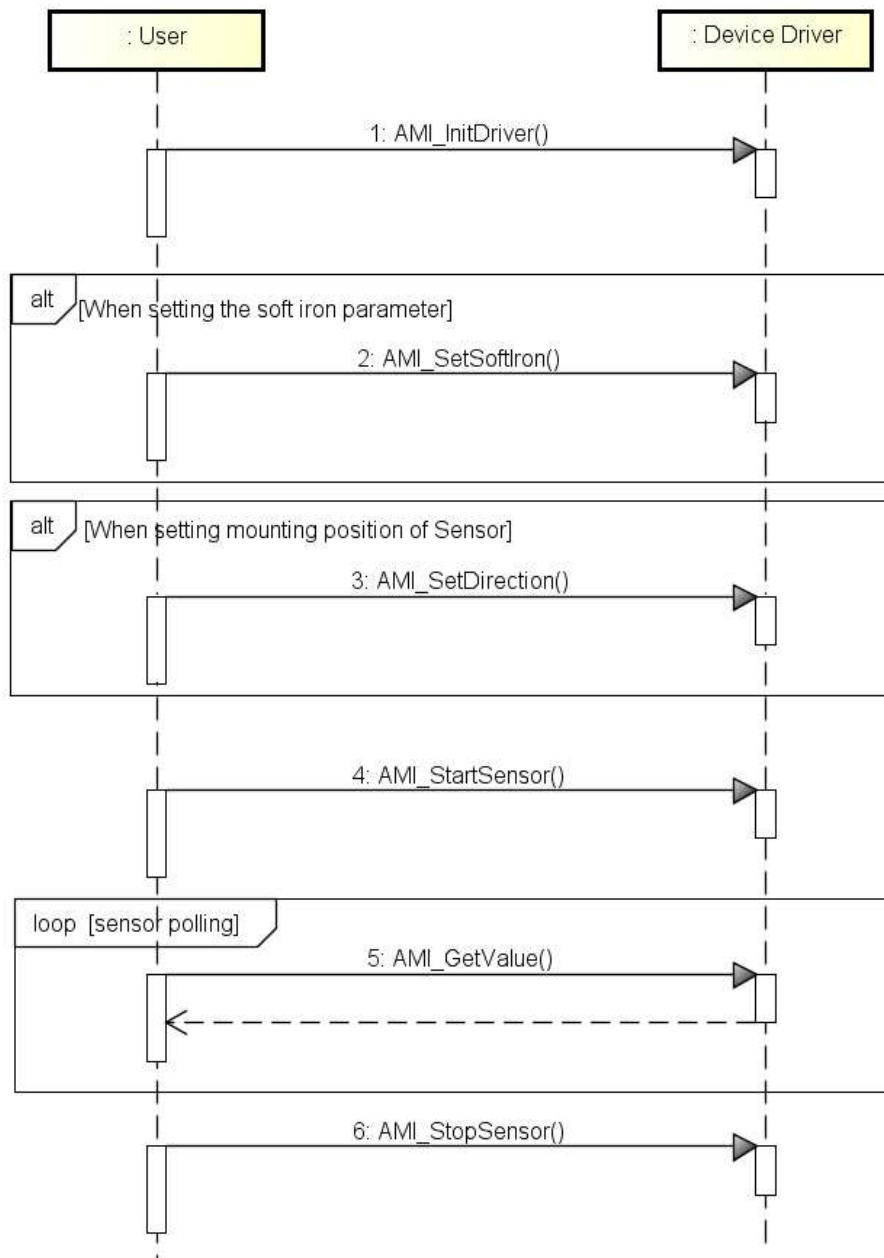 : User
: Device Driver
1: AMI_InitDriver()
alt
[When setting the soft iron parameter]
2: AMI_SetSoftIron()
alt
[When setting mounting position of Sensor]
3: AMI_SetDirection()
4: AMI_StartSensor()
loop [sensor polling]
5: AMI_GetValue()
6: AMI_StopSensor()